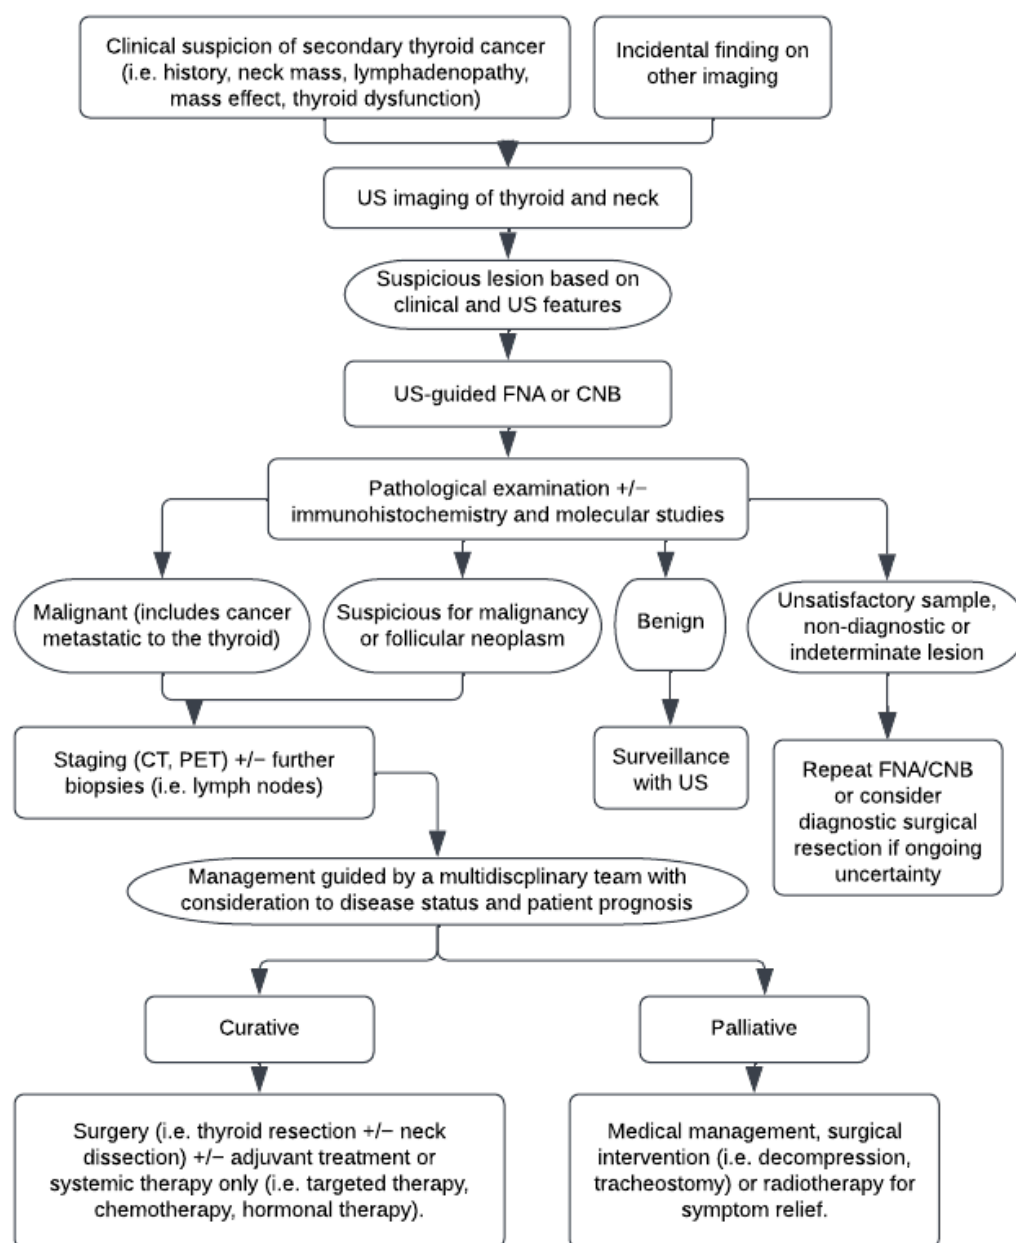 Clinical suspicion of secondary thyroid cancer
(i.e. history, neck mass, lymphadenopathy,
mass effect, thyroid dysfunction)
Incidental finding on
other imaging
US imaging of thyroid and neck
Suspicious lesion based on
clinical and US features
US-guided FNA or CNB
Pathological examination +/−
immunohistochemistry and molecular studies
Malignant (includes cancer
metastatic to the thyroid)
Suspicious for malignancy
or follicular neoplasm
Benign
Unsatisfactory sample,
non-diagnostic or
indeterminate lesion
Staging (CT, PET) +/− further
biopsies (i.e. lymph nodes)
Surveillance
with US
Repeat FNA/CNB
or consider
diagnostic surgical
resection if ongoing
uncertainty
Management guided by a multidiscplinary team with
consideration to disease status and patient prognosis
Curative
Palliative
Surgery (i.e. thyroid resection +/− neck
dissection) +/− adjuvant treatment or
systemic therapy only (i.e. targeted therapy,
chemotherapy, hormonal therapy).
Medical management, surgical
intervention (i.e. decompression,
tracheostomy) or radiotherapy for
symptom relief.